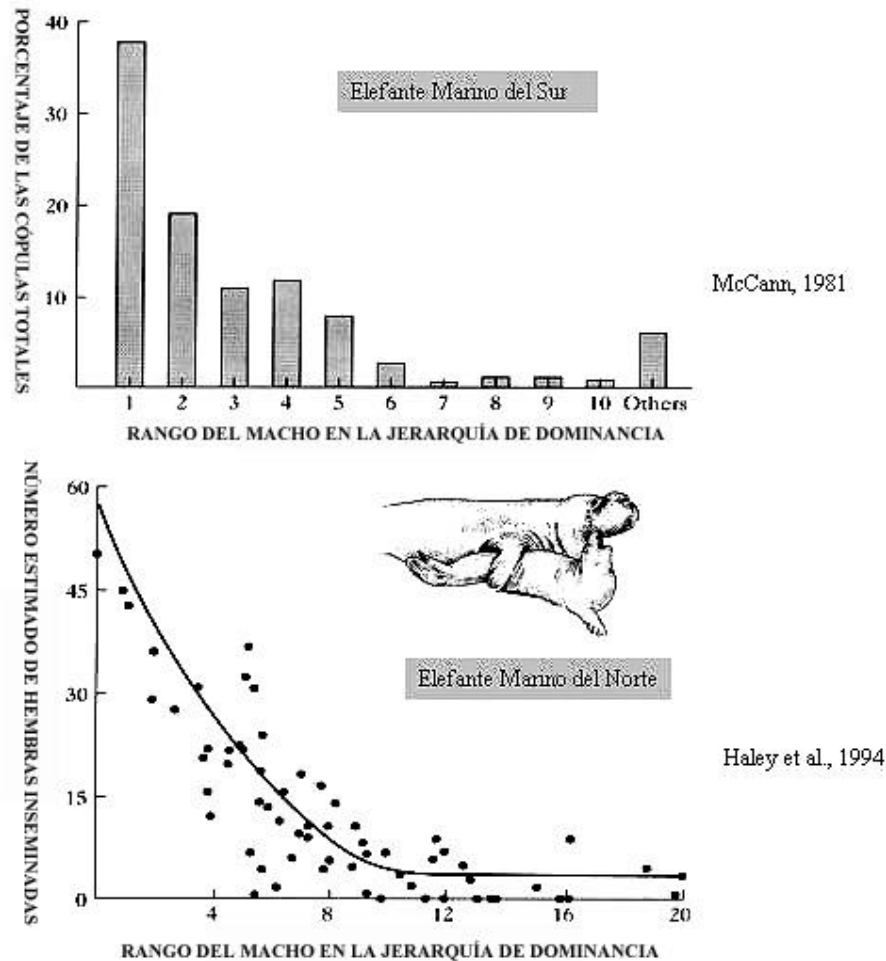 PORCENTAJE DE LAS CÓPULAS TOTALES
40
30
20
10
Elefante Marino del Sur
McCann, 1981
1 2 3 4 5 6 7 8 9 10 Others
RANGO DEL MACHO EN LA JERARQUÍA DE DOMINANCIA
NÚMERO ESTIMADO DE HEMBRAS INSEMINADAS
60
45
30
15
0
Elefante Marino del Norte
Haley et al., 1994
4 8 12 16 20
RANGO DEL MACHO EN LA JERARQUÍA DE DOMINANCIA